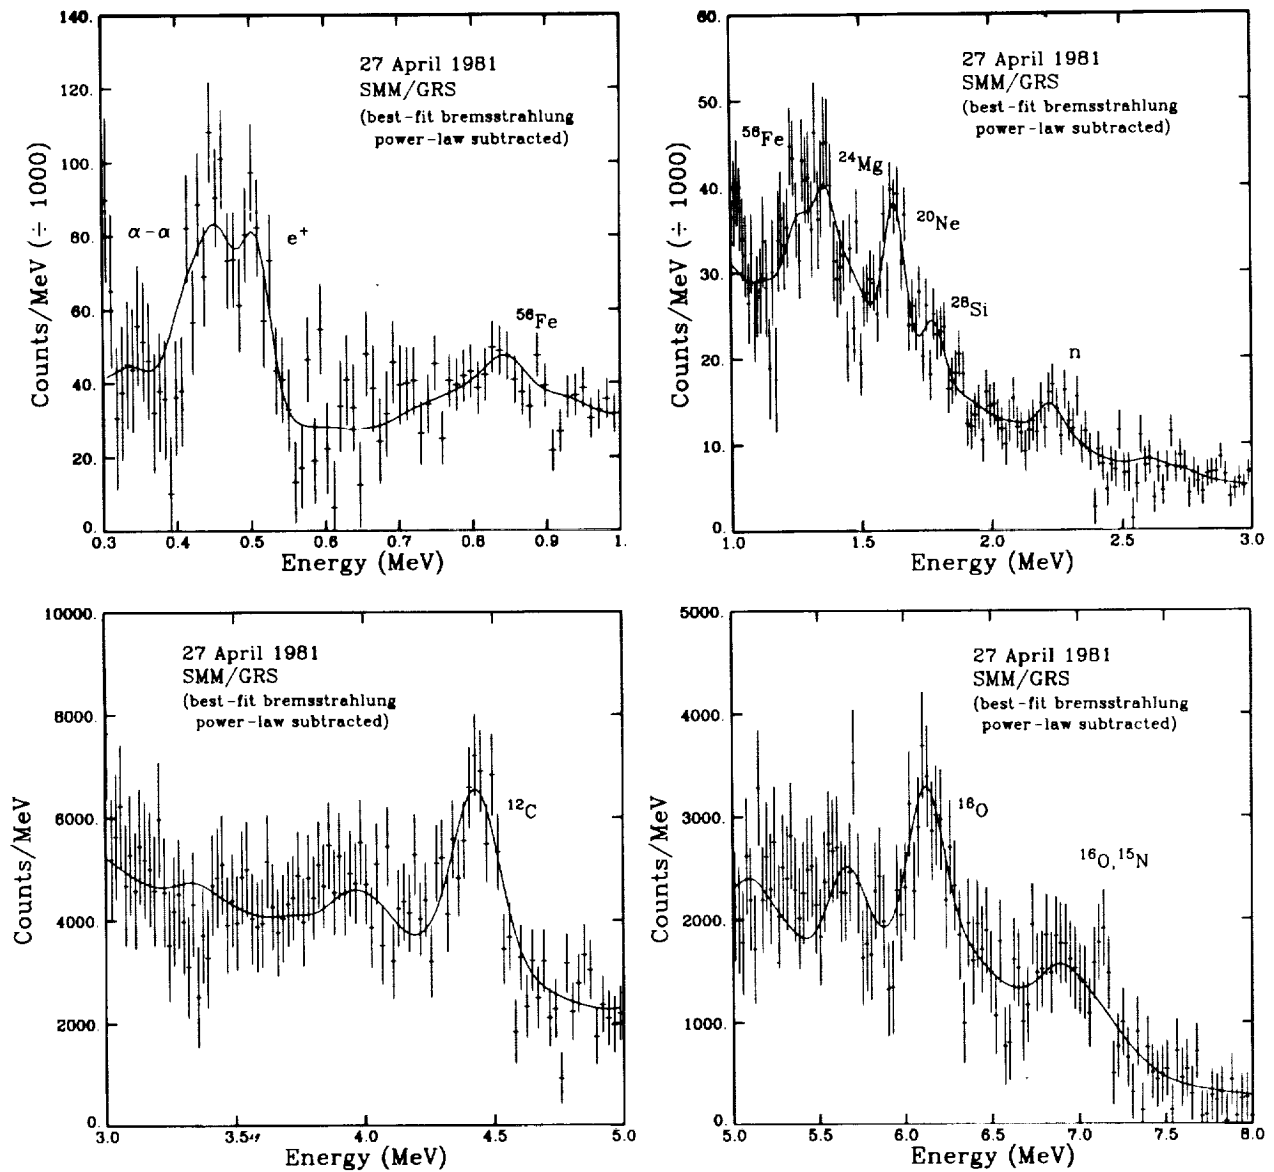 140.
120.
100.
80.
60.
40.
20.
0.
Counts/MeV (÷ 1000)
27 April 1981
SMM/GRS
(best-fit bremsstrahlung
power-law subtracted)
α-α
e+
56Fe
0.3 0.4 0.5 0.6 0.7 0.8 0.9 1.
Energy (MeV)
60.
50.
40.
30.
20.
10.
0.
Counts/MeV (÷ 1000)
27 April 1981
SMM/GRS
(best-fit bremsstrahlung
power-law subtracted)
56Fe
24Mg
20Ne
28Si
n
1.0 1.5 2.0 2.5 3.0
Energy (MeV)
10000.
8000.
6000.
4000.
2000.
0.
Counts/MeV
27 April 1981
SMM/GRS
(best-fit bremsstrahlung
power-law subtracted)
12C
3.0 3.5 4.0 4.5 5.0
Energy (MeV)
5000
4000
3000
2000
1000
0.
Counts/MeV
27 April 1981
SMM/GRS
(best-fit bremsstrahlung
power-law subtracted)
16O
16O,15N
5.0 5.5 6.0 6.5 7.0 7.5 8.0
Energy (MeV)